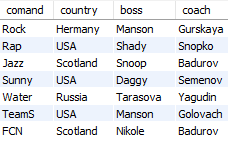 comand country boss coach
Rock Hermany Manson Gurskaya
Rap USA Shady Snopko
Jazz Scotland Snoop Badurov
Sunny USA Daggy Semenov
Water Russia Tarasova Yagudin
TeamS USA Manson Golovach
FCN Scotland Nikole Badurov